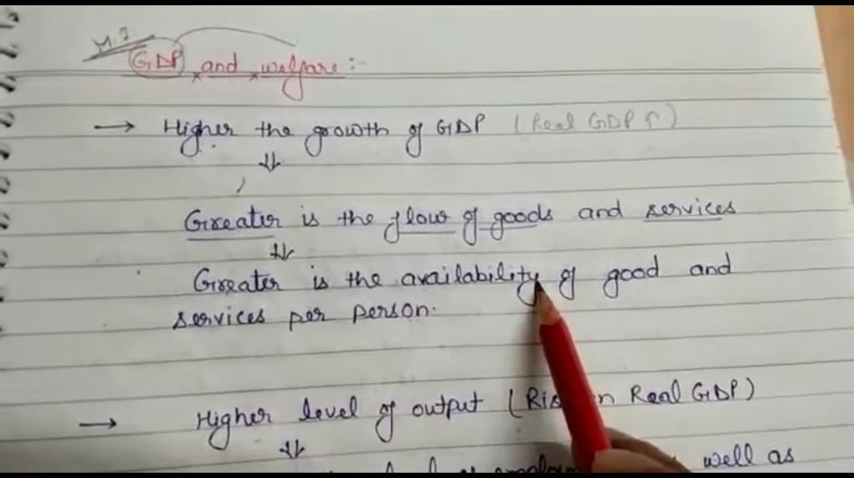 M.I
GDP and welfare :-
→ Higher the growth of GDP (Real GDP ↑)
⇓
Greater is the flow of goods and services
⇓
Greater is the availability of good and
services per person.
→ Higher level of output ( Real GDP)
⇓
well as